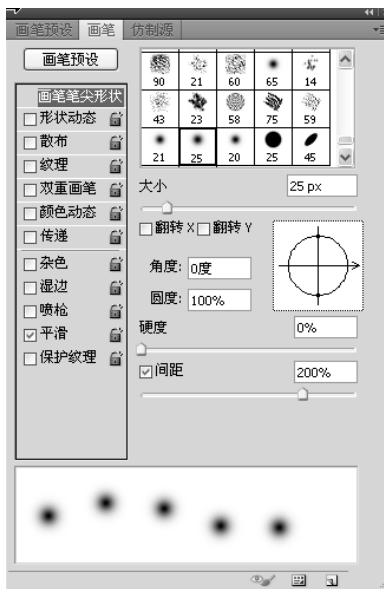 画笔预设 画笔 仿制源
画笔预设
90 21 60 65 14
43 23 58 75 59
21 25 20 25 45
画笔笔尖形状
形状动态
散布
纹理
双重画笔
颜色动态
传递
杂色
湿边
喷枪
平滑
保护纹理
大小 25 px
翻转 X 翻转 Y
角度: 0度
圆度: 100%
硬度 0%
间距 200%